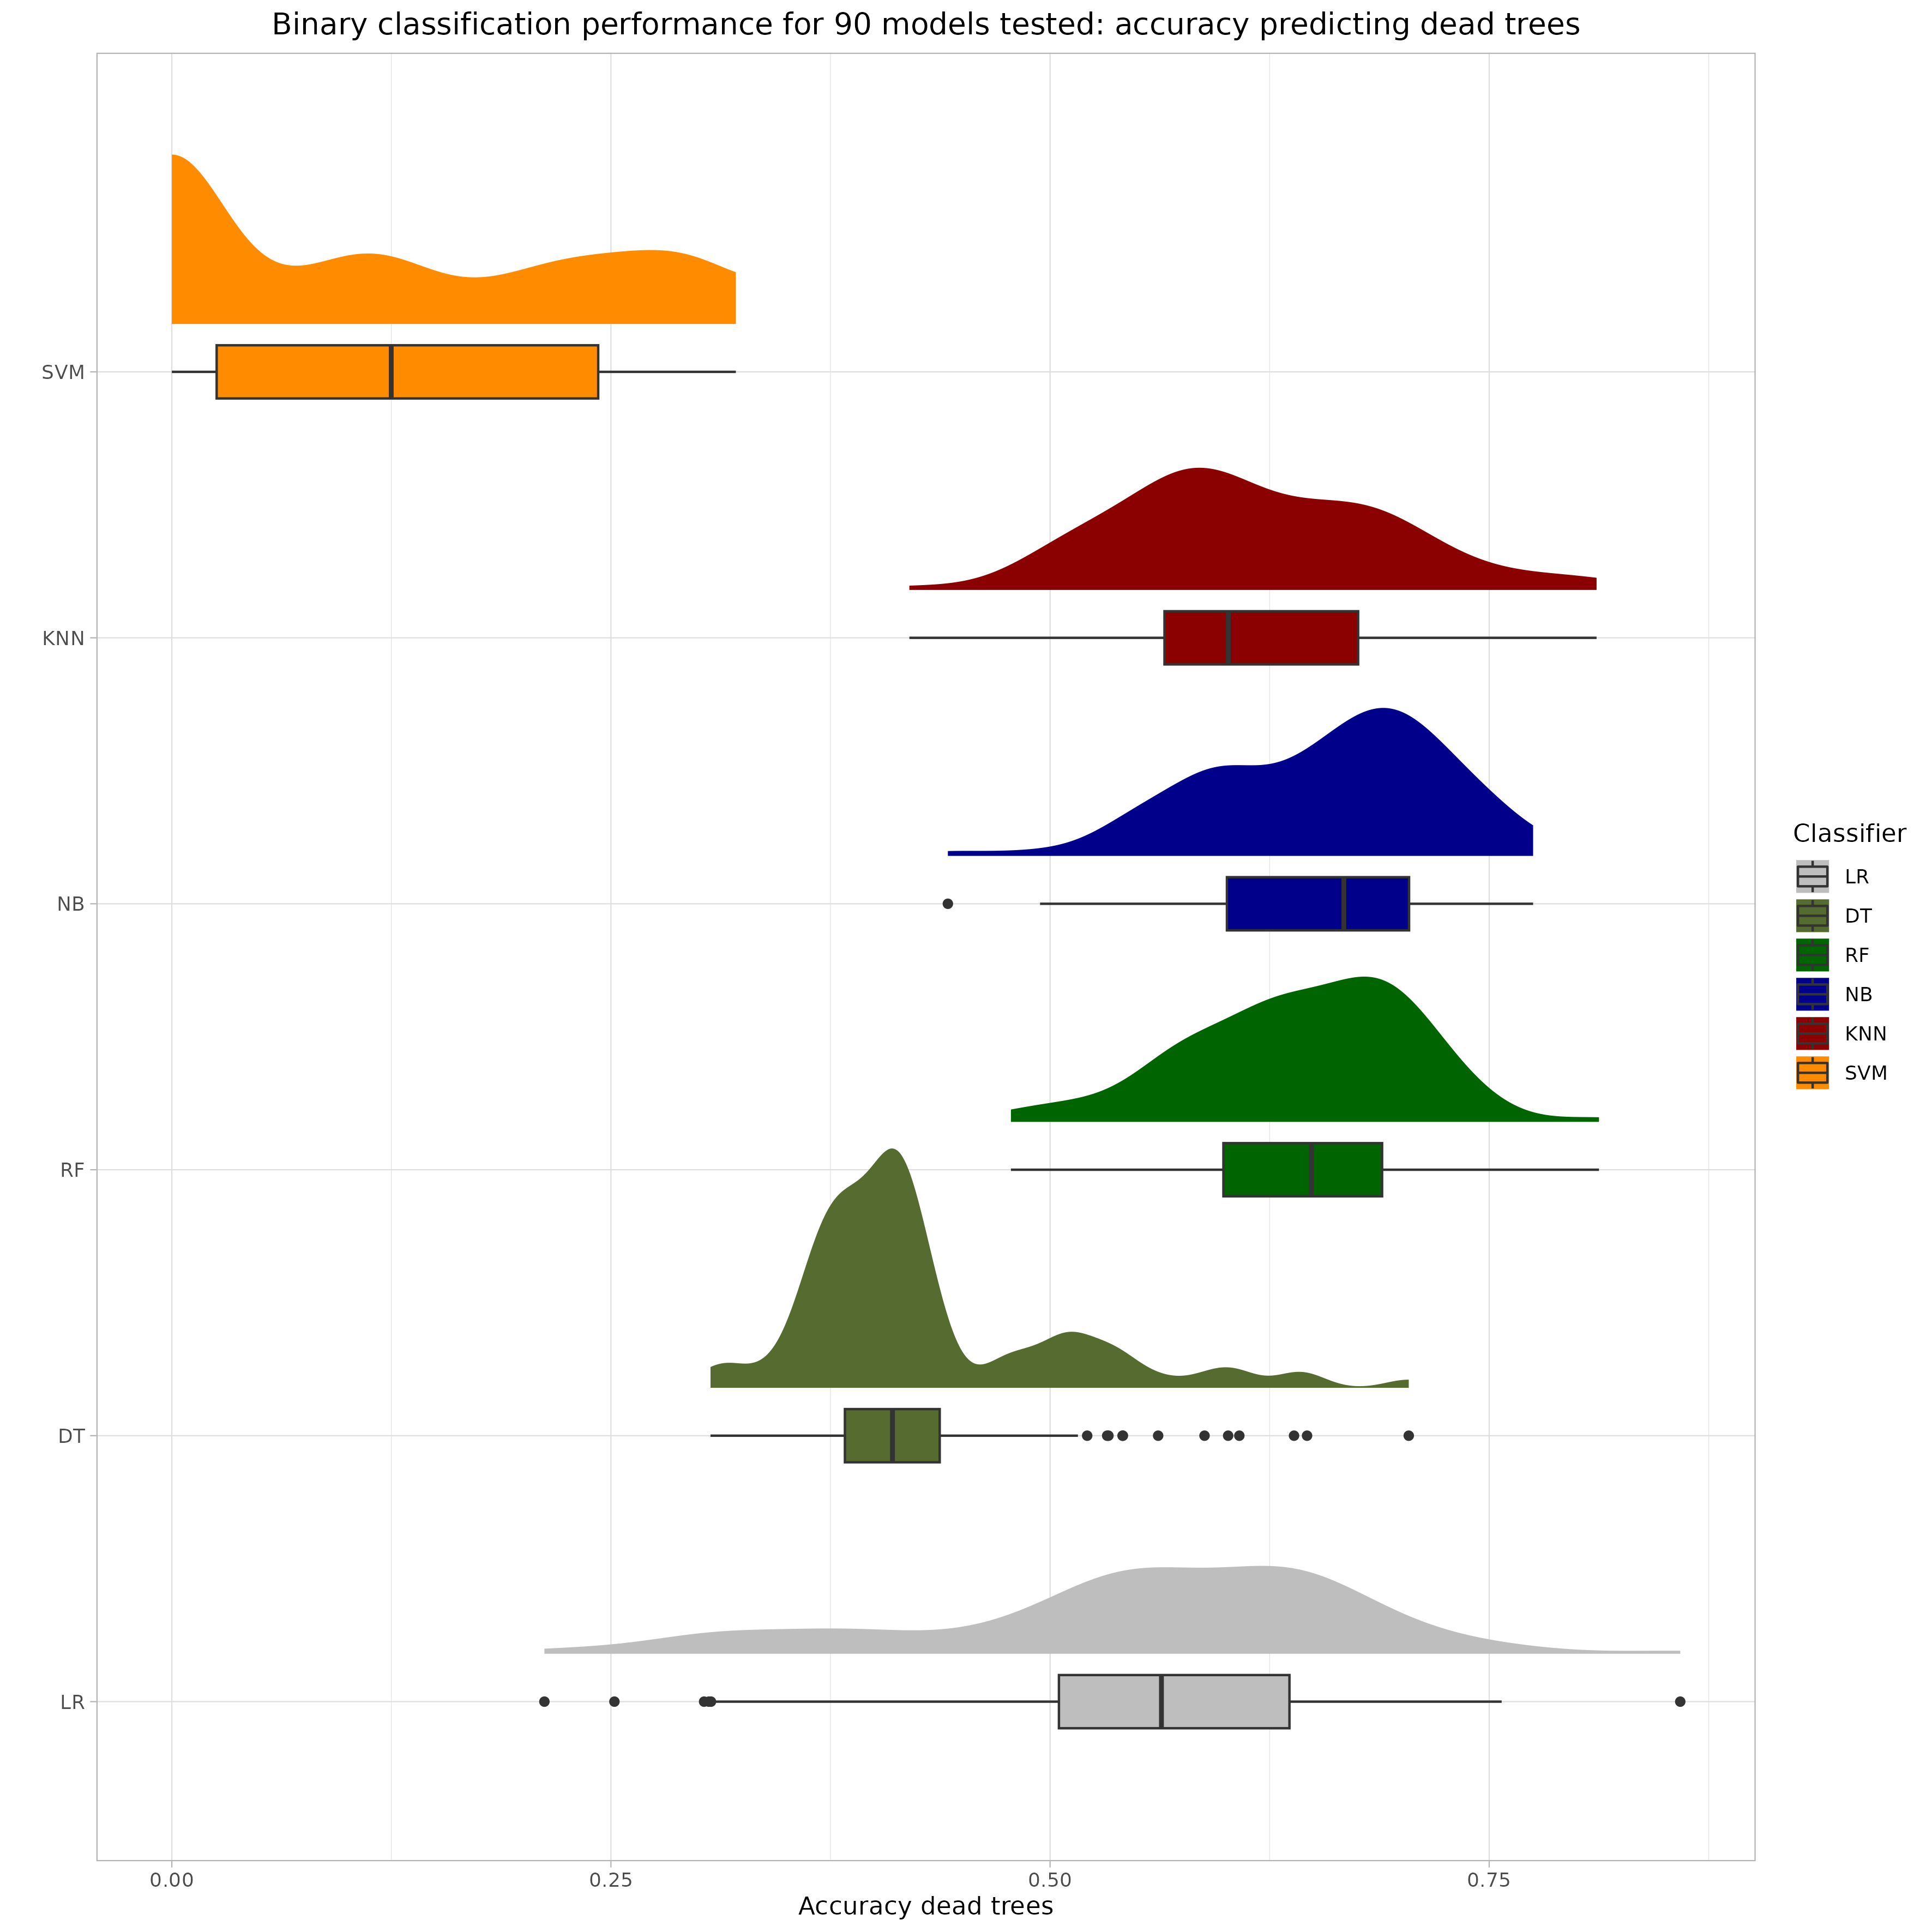 Binary classification performance for 90 models tested: accuracy predicting dead trees
SVM
KNN
NB
RF
DT
LR
0.00
0.25
0.50
0.75
Accuracy dead trees
Classifier
LR
DT
RF
NB
KNN
SVM